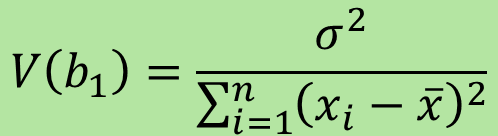 V(b₁) = σ² / ∑ⁿᵢ₌₁(xᵢ − x̄)²